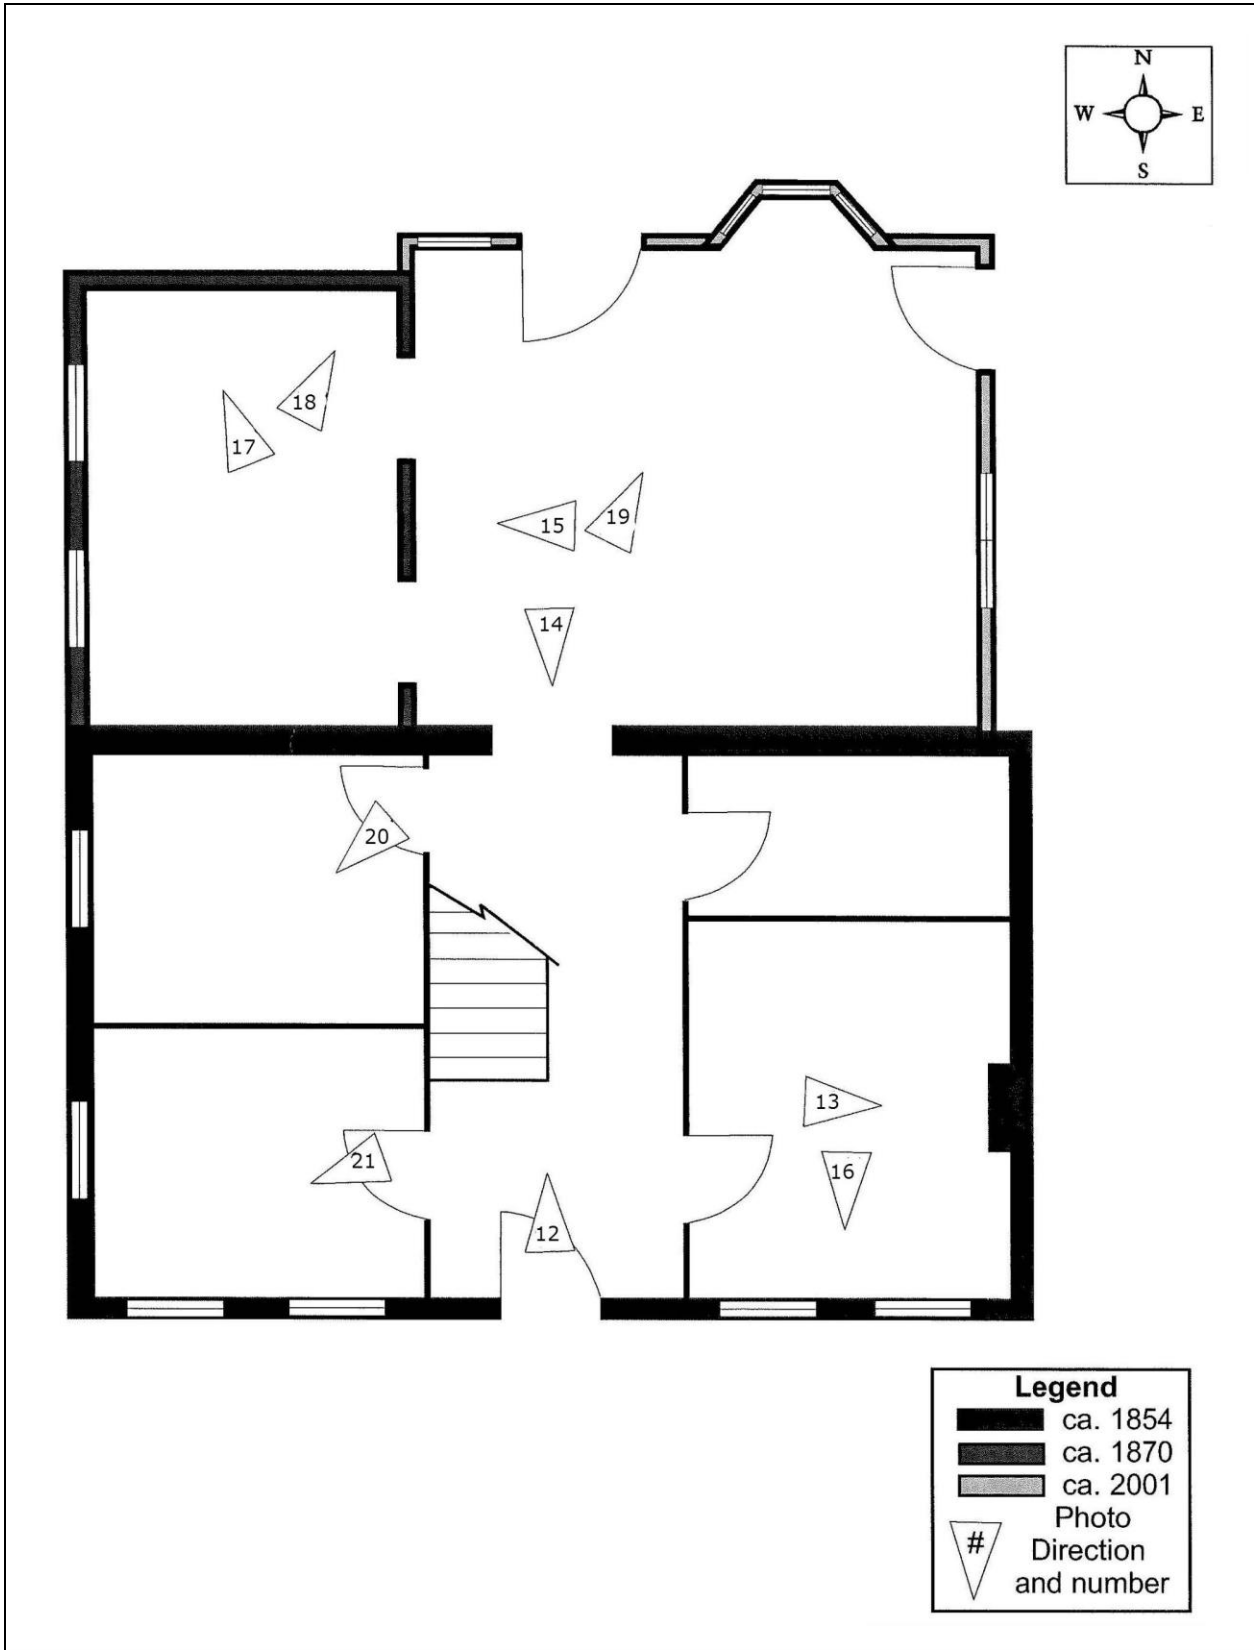 N
W E
S
18
17
15 19
14
20
13
21
16
12
Legend
ca. 1854
ca. 1870
ca. 2001
Photo
# Direction
and number